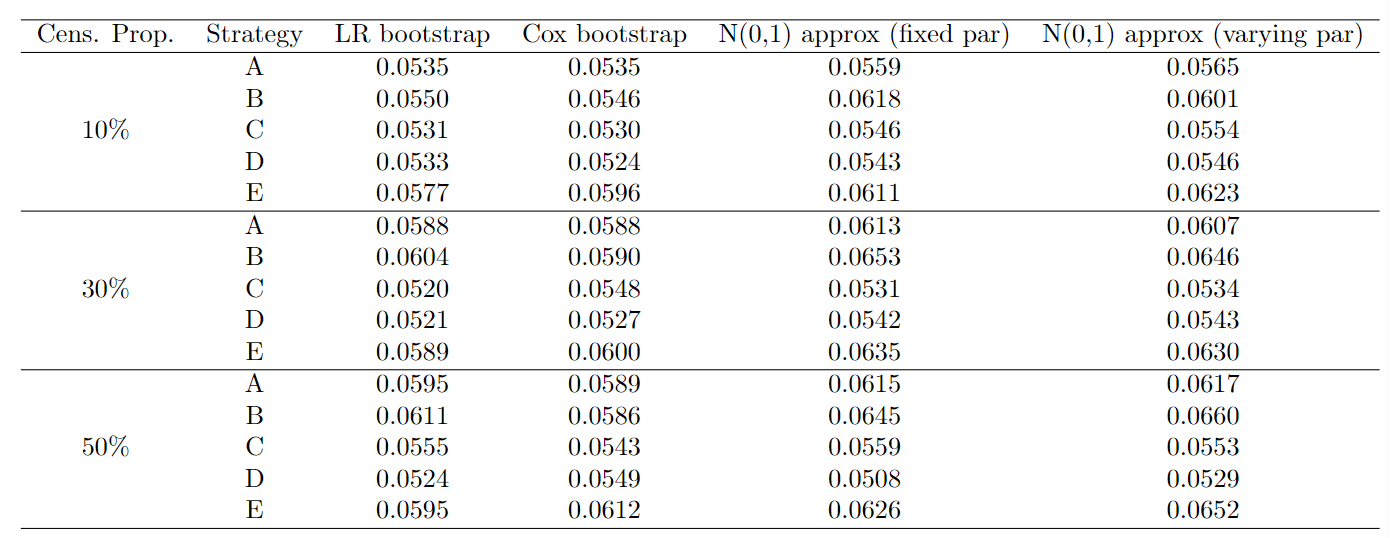 Cens. Prop. Strategy LR bootstrap Cox bootstrap N(0,1) approx (fixed par) N(0,1) approx (varying par)
A 0.0535 0.0535 0.0559 0.0565
B 0.0550 0.0546 0.0618 0.0601
10% C 0.0531 0.0530 0.0546 0.0554
D 0.0533 0.0524 0.0543 0.0546
E 0.0577 0.0596 0.0611 0.0623
A 0.0588 0.0588 0.0613 0.0607
B 0.0604 0.0590 0.0653 0.0646
30% C 0.0520 0.0548 0.0531 0.0534
D 0.0521 0.0527 0.0542 0.0543
E 0.0589 0.0600 0.0635 0.0630
A 0.0595 0.0589 0.0615 0.0617
B 0.0611 0.0586 0.0645 0.0660
50% C 0.0555 0.0543 0.0559 0.0553
D 0.0524 0.0549 0.0508 0.0529
E 0.0595 0.0612 0.0626 0.0652